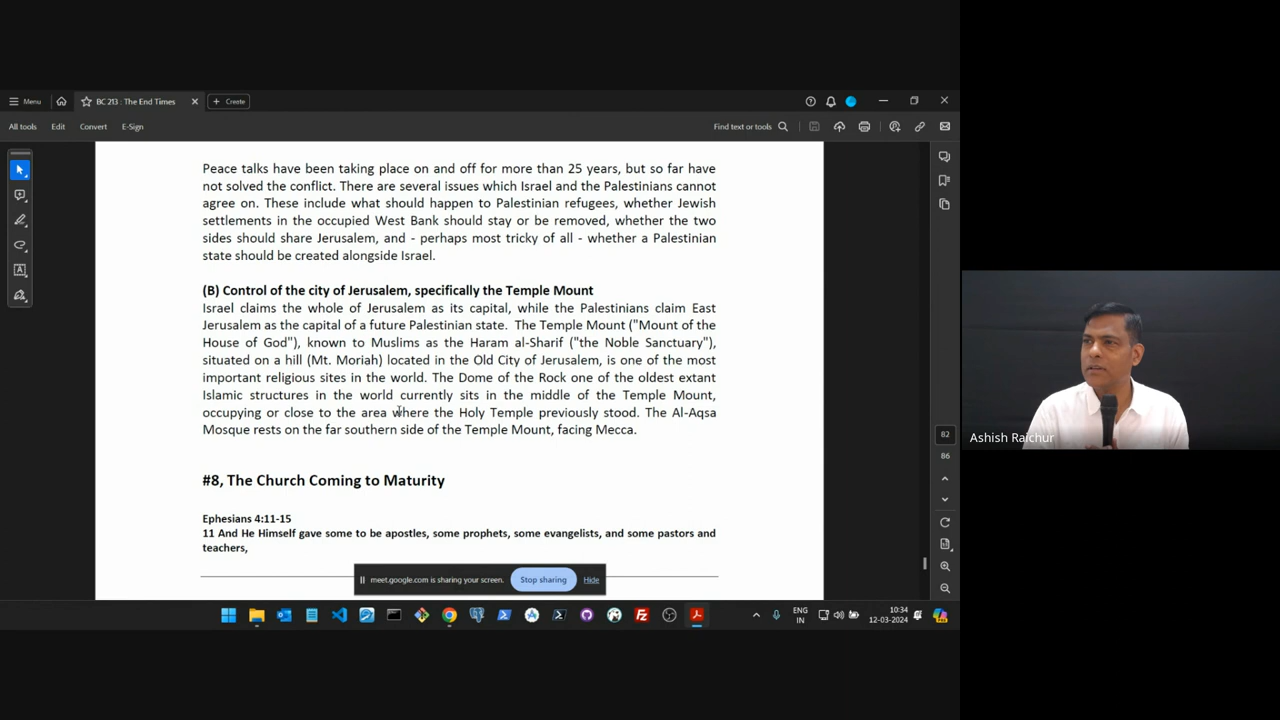 Menu
BC 213 : The End Times
Create
All tools
Edit
Convert
E-Sign
Find text or tools
Peace talks have been taking place on and off for more than 25 years, but so far have
not solved the conflict. There are several issues which Israel and the Palestinians cannot
agree on. These include what should happen to Palestinian refugees, whether Jewish
settlements in the occupied West Bank should stay or be removed, whether the two
sides should share Jerusalem, and - perhaps most tricky of all - whether a Palestinian
state should be created alongside Israel.
(B) Control of the city of Jerusalem, specifically the Temple Mount
Israel claims the whole of Jerusalem as its capital, while the Palestinians claim East
Jerusalem as the capital of a future Palestinian state. The Temple Mount ("Mount of the
House of God"), known to Muslims as the Haram al-Sharif ("the Noble Sanctuary"),
situated on a hill (Mt. Moriah) located in the Old City of Jerusalem, is one of the most
important religious sites in the world. The Dome of the Rock one of the oldest extant
Islamic structures in the world currently sits in the middle of the Temple Mount,
occupying or close to the area where the Holy Temple previously stood. The Al-Aqsa
Mosque rests on the far southern side of the Temple Mount, facing Mecca.
#8, The Church Coming to Maturity
Ephesians 4:11-15
11 And He Himself gave some to be apostles, some prophets, some evangelists, and some pastors and
teachers,
82
86
Ashish Raichur
meet.google.com is sharing your screen.
Stop sharing
Hide
ENG
IN
10:34
12-03-2024